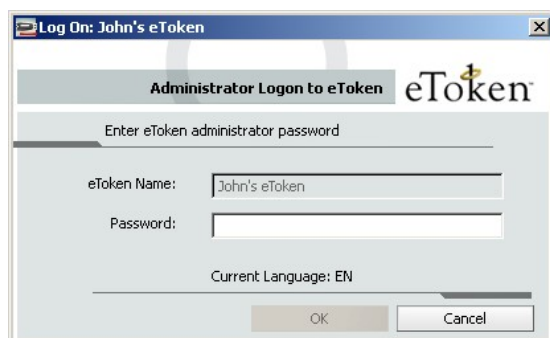 Log On: John's eToken
Administrator Logon to eToken
eToken
Enter eToken administrator password
eToken Name:
John's eToken
Password:
Current Language: EN
OK
Cancel